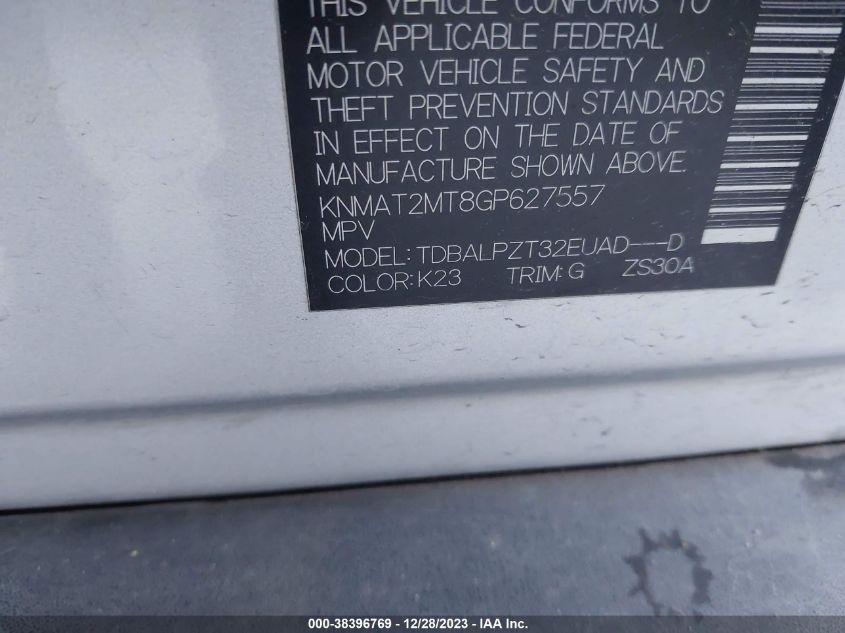 THIS VEHICLE CONFORMS TO
ALL APPLICABLE FEDERAL
MOTOR VEHICLE SAFETY AND
THEFT PREVENTION STANDARDS
IN EFFECT ON THE DATE OF
MANUFACTURE SHOWN ABOVE.
KNMAT2MT8GP627557
MPV
MODEL: TDBALPZT32EUAD---D
COLOR: K23 TRIM: G ZS30A
000-38396769 - 12/28/2023 - IAA Inc.